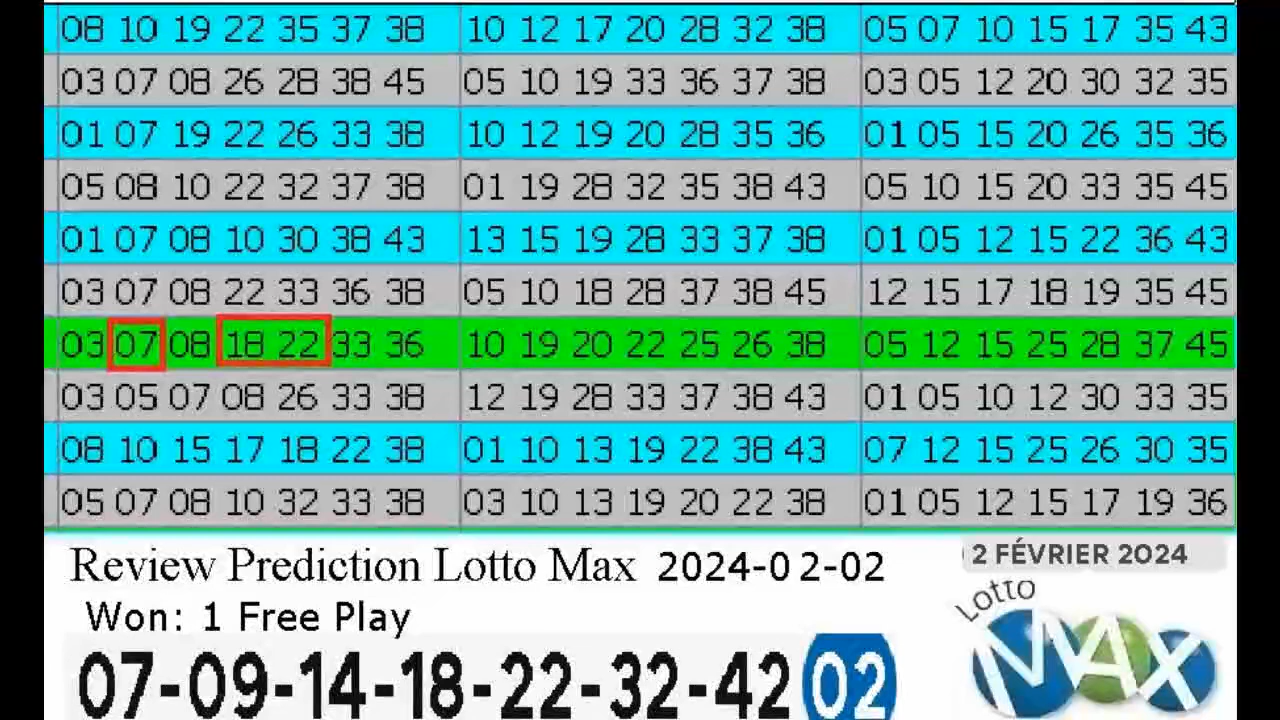 08 10 19 22 35 37 38 10 12 17 20 28 32 38 05 07 10 15 17 35 43
03 07 08 26 28 38 45 05 10 19 33 36 37 38 03 05 12 20 30 32 35
01 07 19 22 26 33 38 10 12 19 20 28 35 36 01 05 15 20 26 35 36
05 08 10 22 32 37 38 01 19 28 32 35 38 43 05 10 15 20 33 35 45
01 07 08 10 30 38 43 13 15 19 28 33 37 38 01 05 12 15 22 36 43
03 07 08 22 33 36 38 05 10 18 28 37 38 45 12 15 17 18 19 35 45
03 07 08 18 22 33 36 10 19 20 22 25 26 38 05 12 15 25 28 37 45
03 05 07 08 26 33 38 12 19 28 33 37 38 43 01 05 10 12 30 33 35
08 10 15 17 18 22 38 01 10 13 19 22 38 43 07 12 15 25 26 30 35
05 07 08 10 32 33 38 03 10 13 19 20 22 38 01 05 12 15 17 19 36
Review Prediction Lotto Max 2024-02-02
2 FÉVRIER 2024
Won: 1 Free Play
Lotto
MAX
07-09-14-18-22-32-42 02